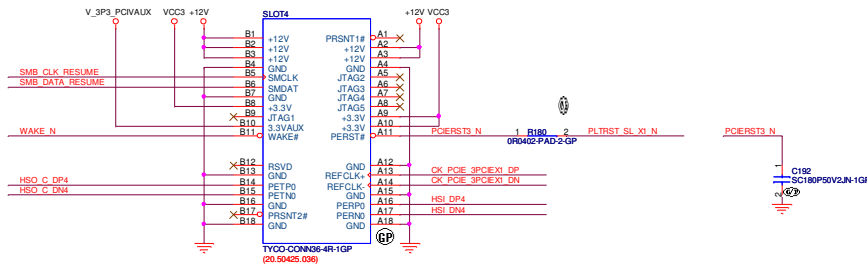 SLOT4
V_3P3_PCIVAUX
VCC3
+12V
+12V
VCC3
B1
+12V
PRSNT1#
A1
B2
+12V
+12V
A2
B3
+12V
+12V
A3
B4
GND
GND
A4
SMB_CLK_RESUME
B5
SMCLK
JTAG2
A5
SMB_DATA_RESUME
B6
SMDAT
JTAG3
A6
B7
GND
JTAG4
A7
B8
+3.3V
JTAG5
A8
B9
JTAG1
+3.3V
A9
B10
3.3VAUX
+3.3V
A10
WAKE_N
B11
WAKE#
PERST#
A11
PCIERST3_N
1
R180
2
0R0402-PAD-2-GP
PLTRST_SL_X1_N
PCIERST3_N
B12
RSVD
GND
A12
B13
GND
REFCLK+
A13
CK_PCIE_3PCIEX1_DP
HSO_C_DP4
B14
PETP0
REFCLK-
A14
CK_PCIE_3PCIEX1_DN
HSO_C_DN4
B15
PETN0
GND
A15
B16
GND
PERP0
A16
HSI_DP4
B17
PRSNT2#
PERN0
A17
HSI_DN4
B18
GND
GND
A18
1
C192
SC180P50V2JN-1GP
2
GP
TYCO-CONN36-4R-1GP
(20.50425.036)